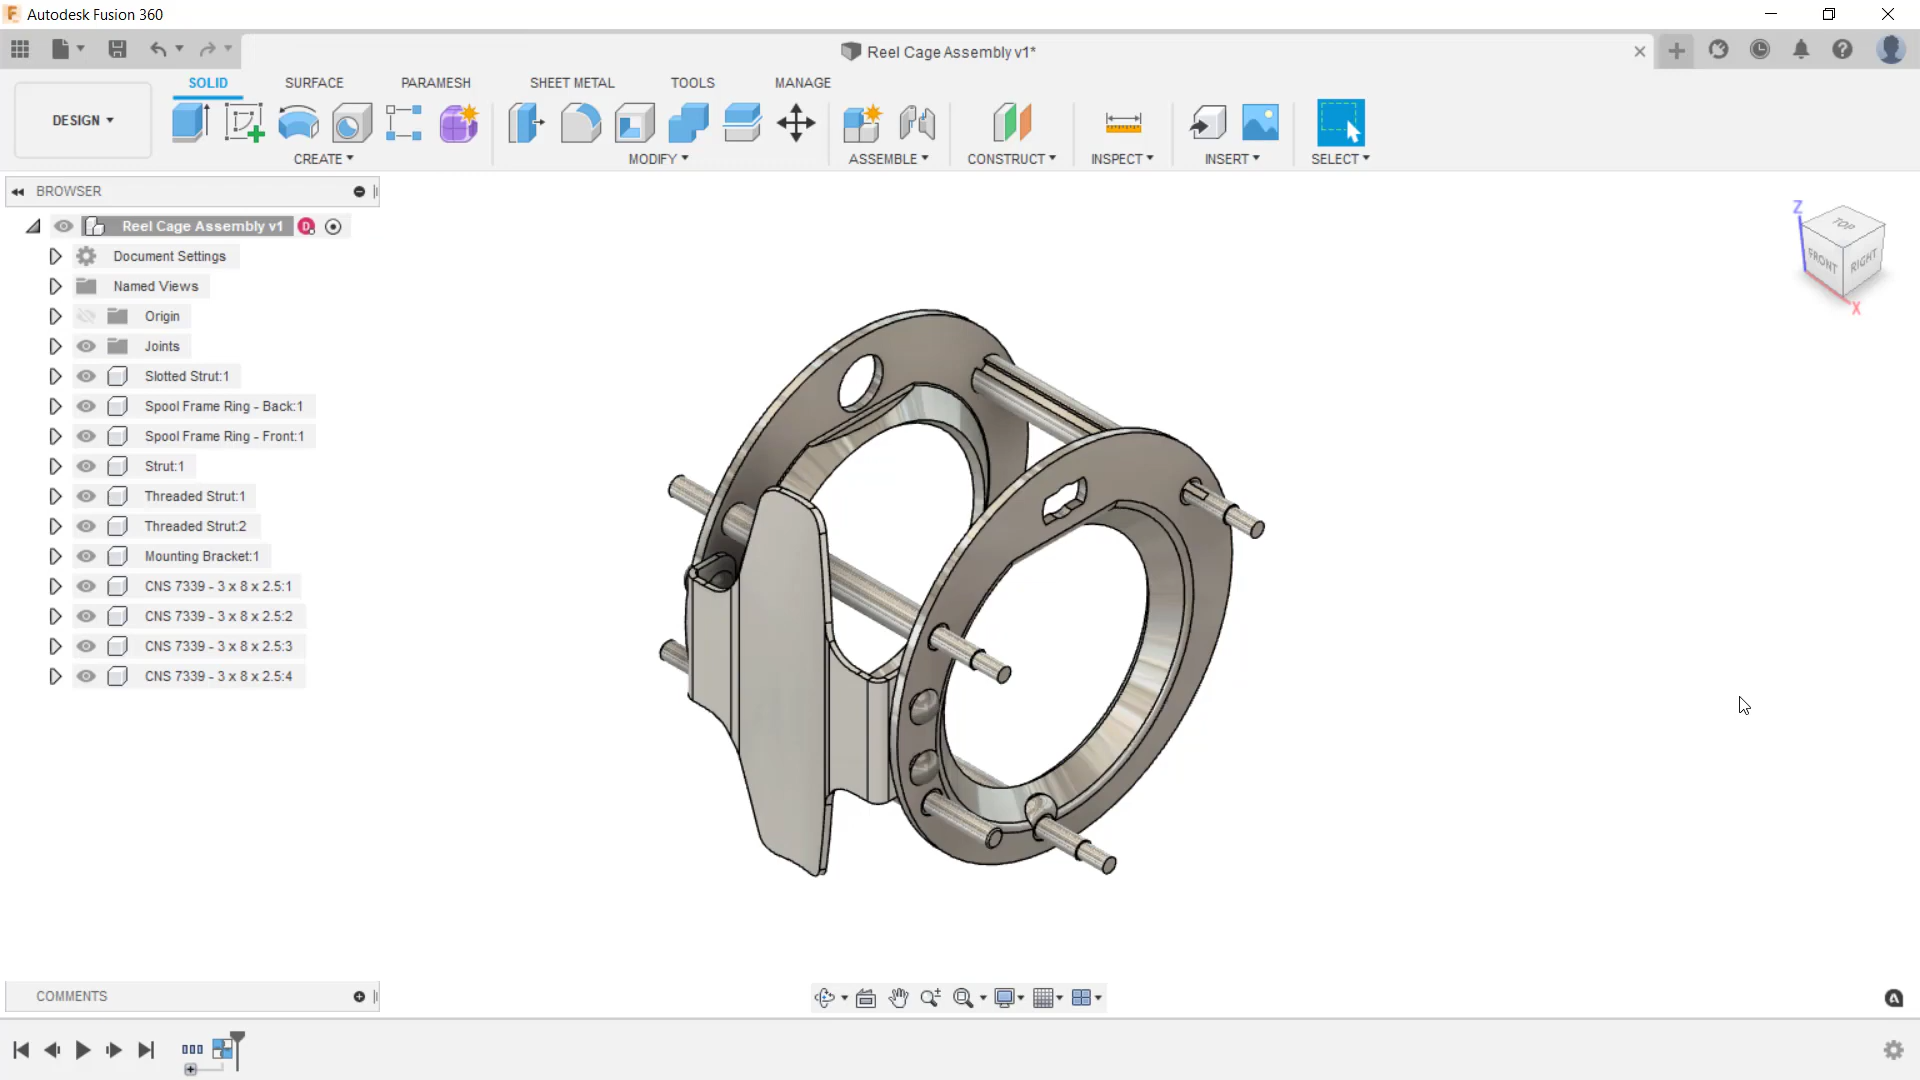 Autodesk Fusion 360
Reel Cage Assembly v1*
SOLID SURFACE PARAMESH SHEET METAL TOOLS MANAGE
DESIGN
CREATE MODIFY ASSEMBLE CONSTRUCT INSPECT INSERT SELECT
BROWSER
Reel Cage Assembly v1 D
Document Settings
Named Views
Origin
Joints
Slotted Strut:1
Spool Frame Ring - Back:1
Spool Frame Ring - Front:1
Strut:1
Threaded Strut:1
Threaded Strut:2
Mounting Bracket:1
CNS 7339 - 3 x 8 x 2.5:1
CNS 7339 - 3 x 8 x 2.5:2
CNS 7339 - 3 x 8 x 2.5:3
CNS 7339 - 3 x 8 x 2.5:4
Z
TOP
FRONT RIGHT
X
COMMENTS